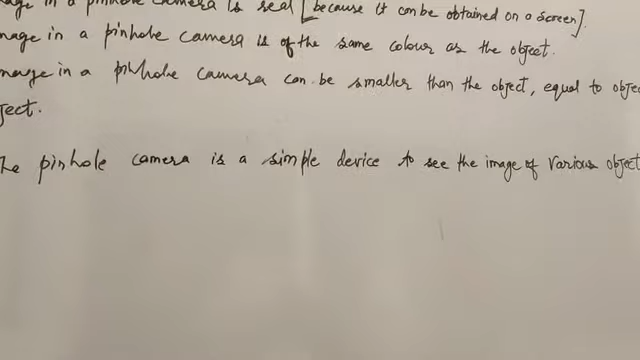 image in a pinhole camera is real [because it can be obtained on a screen].
mage in a pinhole camera is of the same colour as the object.
mage in a pinhole camera can be smaller than the object, equal to objec
ject.
he pinhole camera is a simple device to see the image of various object